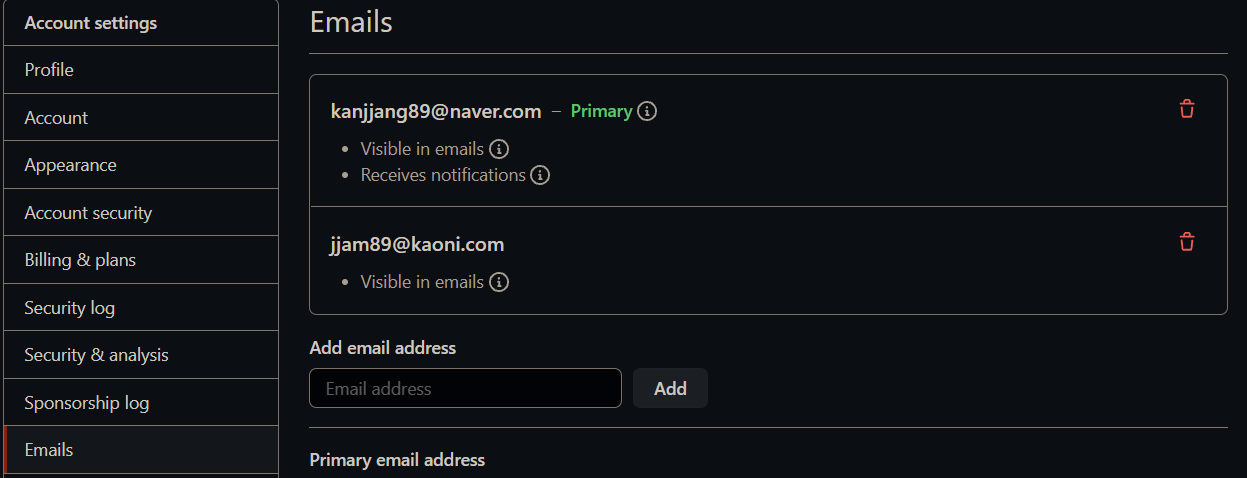 Account settings
Profile
Account
Appearance
Account security
Billing & plans
Security log
Security & analysis
Sponsorship log
Emails
Emails
kanjjang89@naver.com – Primary
• Visible in emails
• Receives notifications
jjam89@kaoni.com
• Visible in emails
Add email address
Email address
Add
Primary email address